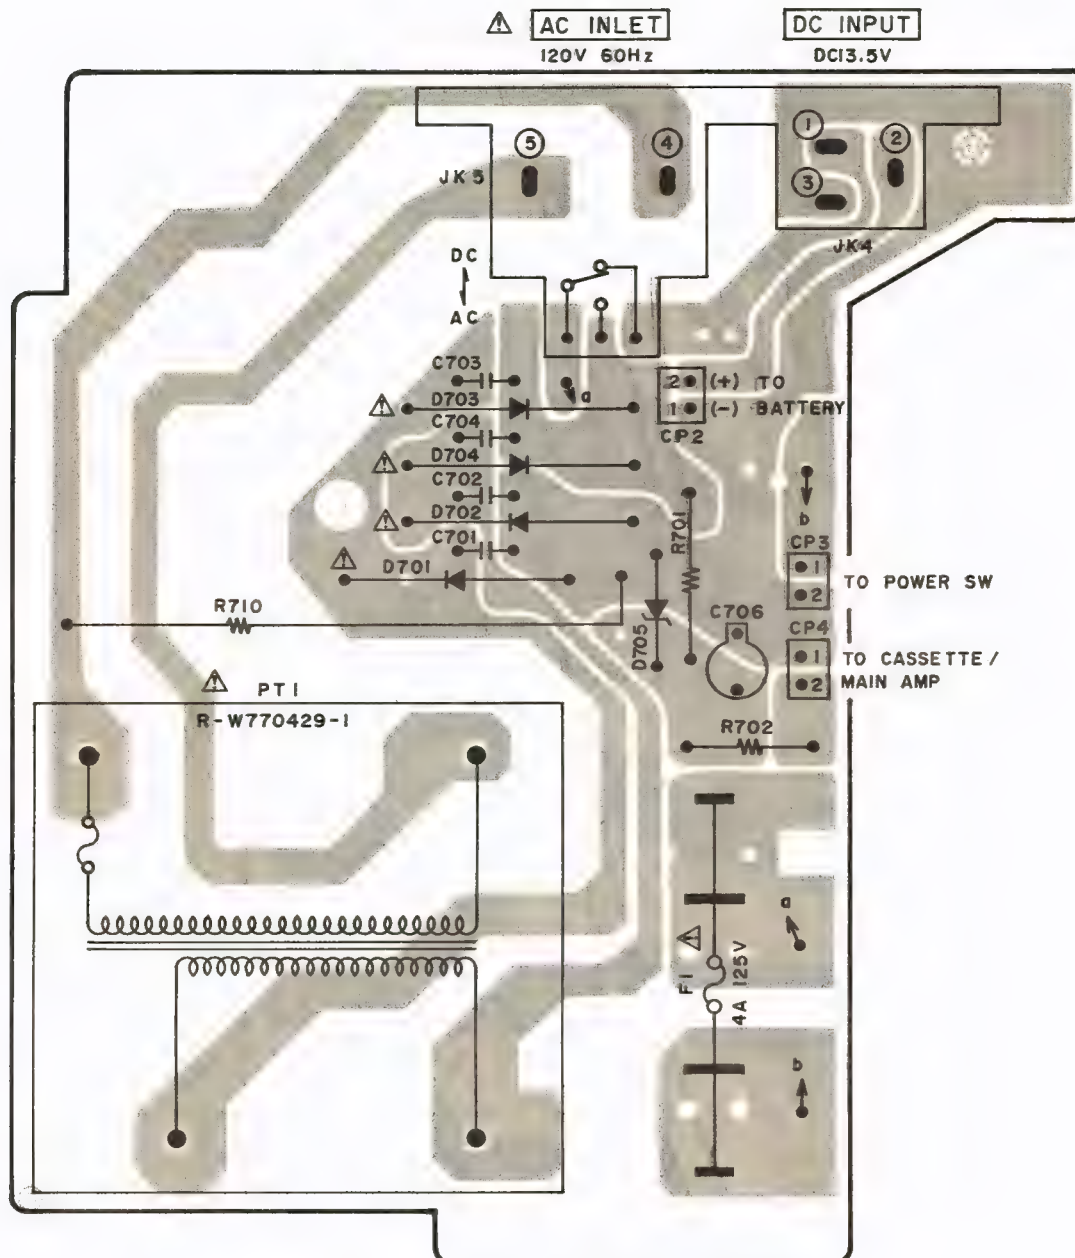 ⚠ AC INLET
120V 60Hz
DC INPUT
DC13.5V
1
2
3
4
5
JK5
JK4
DC
AC
C703
a
D703
⚠
C704
D704
⚠
C702
D702
⚠
C701
⚠
D701
2 (+) TO
1 (-) BATTERY
CP2
R701
b
CP3
1
2
TO POWER SW
CP4
1
2
TO CASSETTE/
MAIN AMP
R710
D705
C706
R702
⚠ PT1
R-W770429-1
a
⚠
F1
4A 125V
b